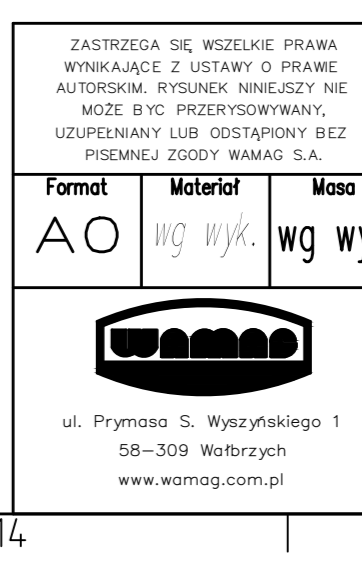 ZASTRZEGA SIĘ WSZELKIE PRAWA
WYNIKAJĄCE Z USTAWY O PRAWIE
AUTORSKIM. RYSUNEK NINIEJSZY NIE
MOŻE BYC PRZERYSOWYWANY,
UZUPEŁNIANY LUB ODSTĄPIONY BEZ
PISEMNEJ ZGODY WAMAG S.A.
Format Materiał Masa
A0 wg wyk. wg
WAMAG
ul. Prymasa S. Wyszyńskiego 1
58-309 Wałbrzych
www.wamag.com.pl
14